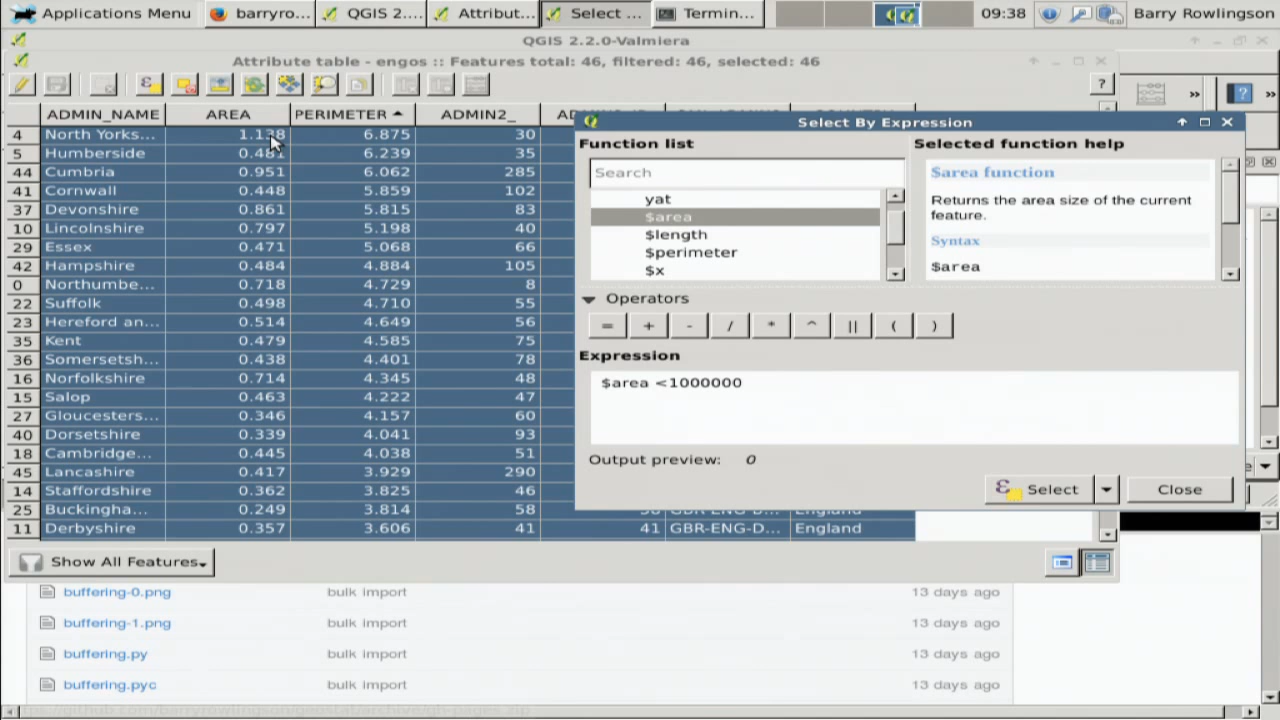 Applications Menu barryro... QGIS 2.... Attribut... Select ... Termin... 09:38 Barry Rowlingson
QGIS 2.2.0-Valmiera
Attribute table - engos :: Features total: 46, filtered: 46, selected: 46
?
»
? »
ADMIN_NAME AREA PERIMETER ADMIN2_
4 North Yorks... 1.138 6.875 30
5 Humberside 0.481 6.239 35
44 Cumbria 0.951 6.062 285
41 Cornwall 0.448 5.859 102
37 Devonshire 0.861 5.815 83
10 Lincolnshire 0.797 5.198 40
29 Essex 0.471 5.068 66
42 Hampshire 0.484 4.884 105
0 Northumbe... 0.718 4.729 8
22 Suffolk 0.498 4.710 55
23 Hereford an... 0.514 4.649 56
35 Kent 0.479 4.585 75
36 Somersetsh... 0.438 4.401 78
16 Norfolkshire 0.714 4.345 48
15 Salop 0.463 4.222 47
27 Gloucesters... 0.346 4.157 60
40 Dorsetshire 0.339 4.041 93
18 Cambridge... 0.445 4.038 51
45 Lancashire 0.417 3.929 290
14 Staffordshire 0.362 3.825 46
25 Buckingha... 0.249 3.814 58
11 Derbyshire 0.357 3.606 41 41 GBR-ENG-D... England
Show All Features
Select By Expression
Function list
Search
yat
$area
$length
$perimeter
$x
Selected function help
$area function
Returns the area size of the current
feature.
Syntax
$area
Operators
= + - / * ^ || ( )
Expression
$area <1000000
Output preview: 0
ε Select Close
buffering-0.png bulk import 13 days ago
buffering-1.png bulk import 13 days ago
buffering.py bulk import 13 days ago
buffering.pyc bulk import 13 days ago